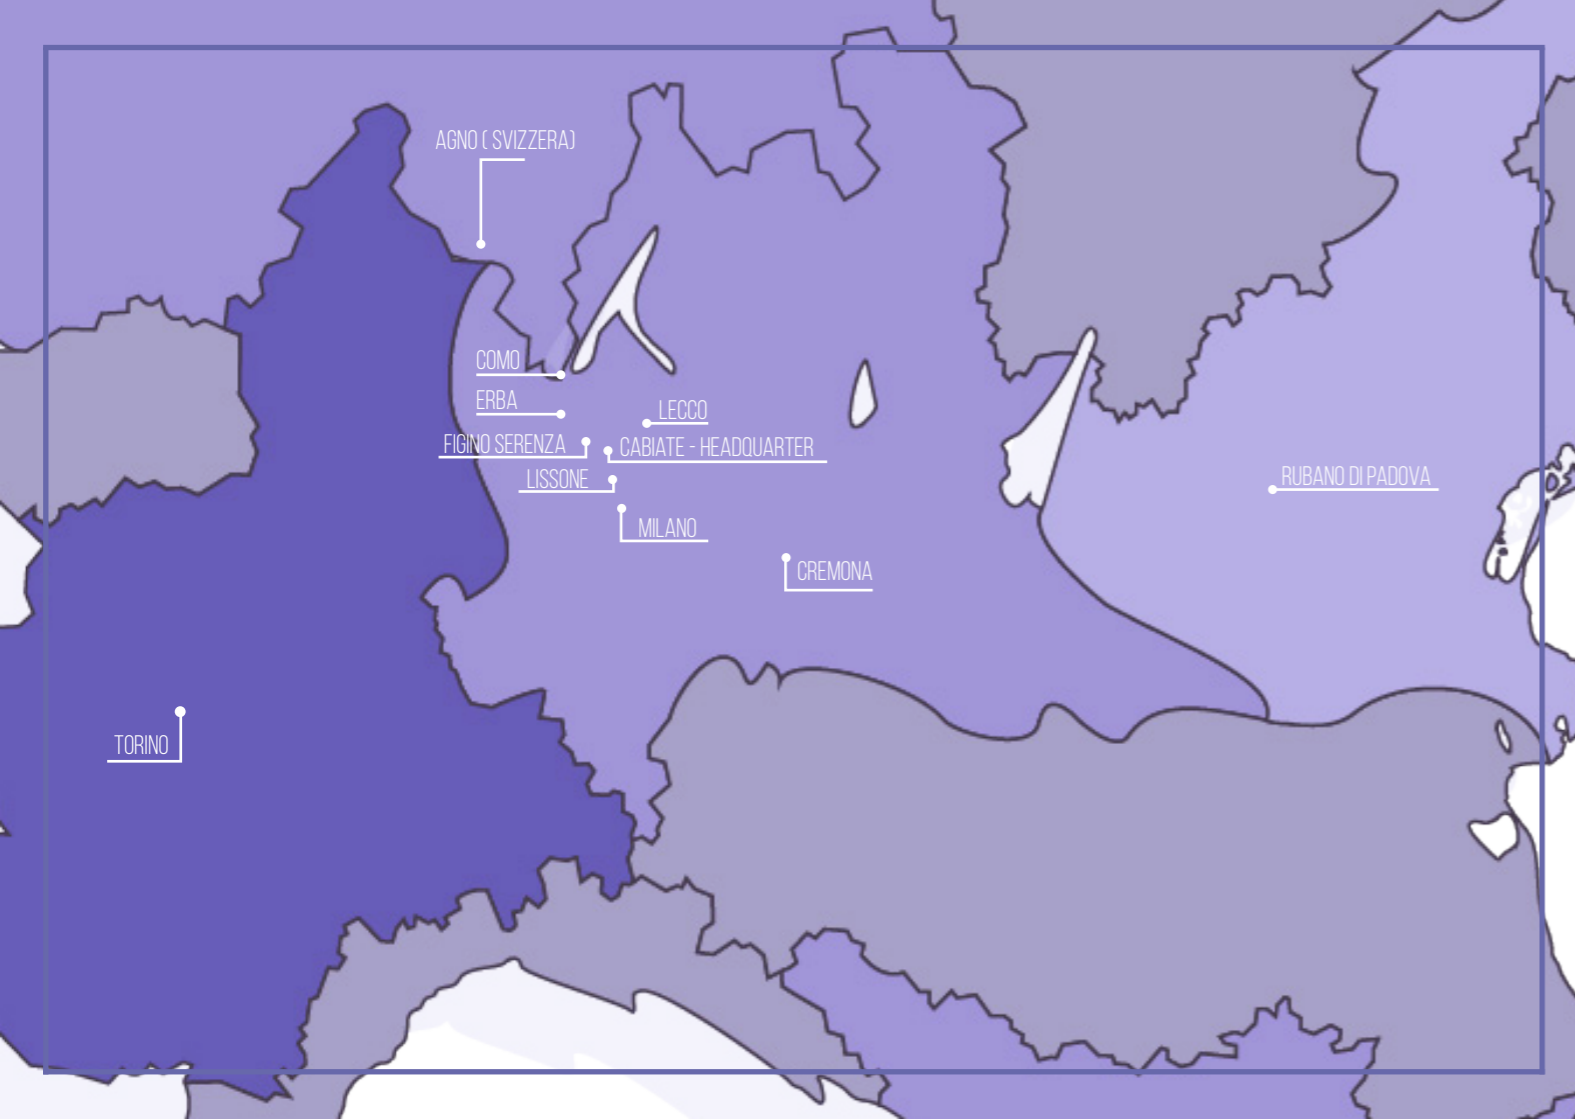 AGNO ( SVIZZERA)
COMO
ERBA
LECCO
FIGINO SERENZA
CABIATE - HEADQUARTER
LISSONE
RUBANO DI PADOVA
MILANO
CREMONA
TORINO